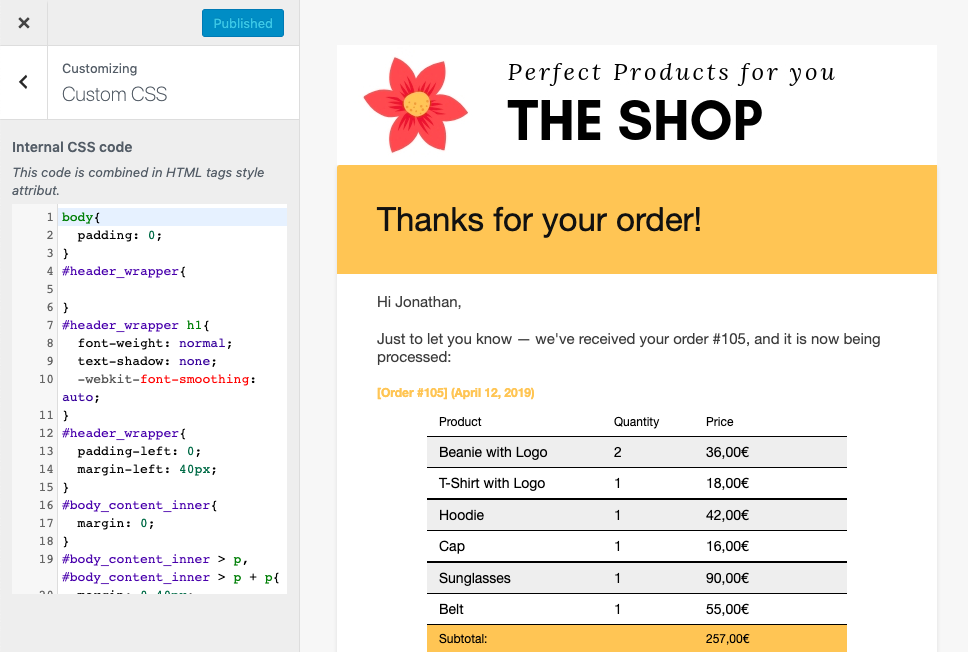 Published
Customizing
Custom CSS
Internal CSS code
This code is combined in HTML tags style
attribut.
1 body{
2 padding: 0;
3 }
4 #header_wrapper{
5
6 }
7 #header_wrapper h1{
8 font-weight: normal;
9 text-shadow: none;
10 -webkit-font-smoothing:
auto;
11 }
12 #header_wrapper{
13 padding-left: 0;
14 margin-left: 40px;
15 }
16 #body_content_inner{
17 margin: 0;
18 }
19 #body_content_inner > p,
#body_content_inner > p + p{
20 margin: 0 40px;
Perfect Products for you
THE SHOP
Thanks for your order!
Hi Jonathan,
Just to let you know — we've received your order #105, and it is now being
processed:
[Order #105] (April 12, 2019)
Product Quantity Price
Beanie with Logo 2 36,00€
T-Shirt with Logo 1 18,00€
Hoodie 1 42,00€
Cap 1 16,00€
Sunglasses 1 90,00€
Belt 1 55,00€
Subtotal: 257,00€